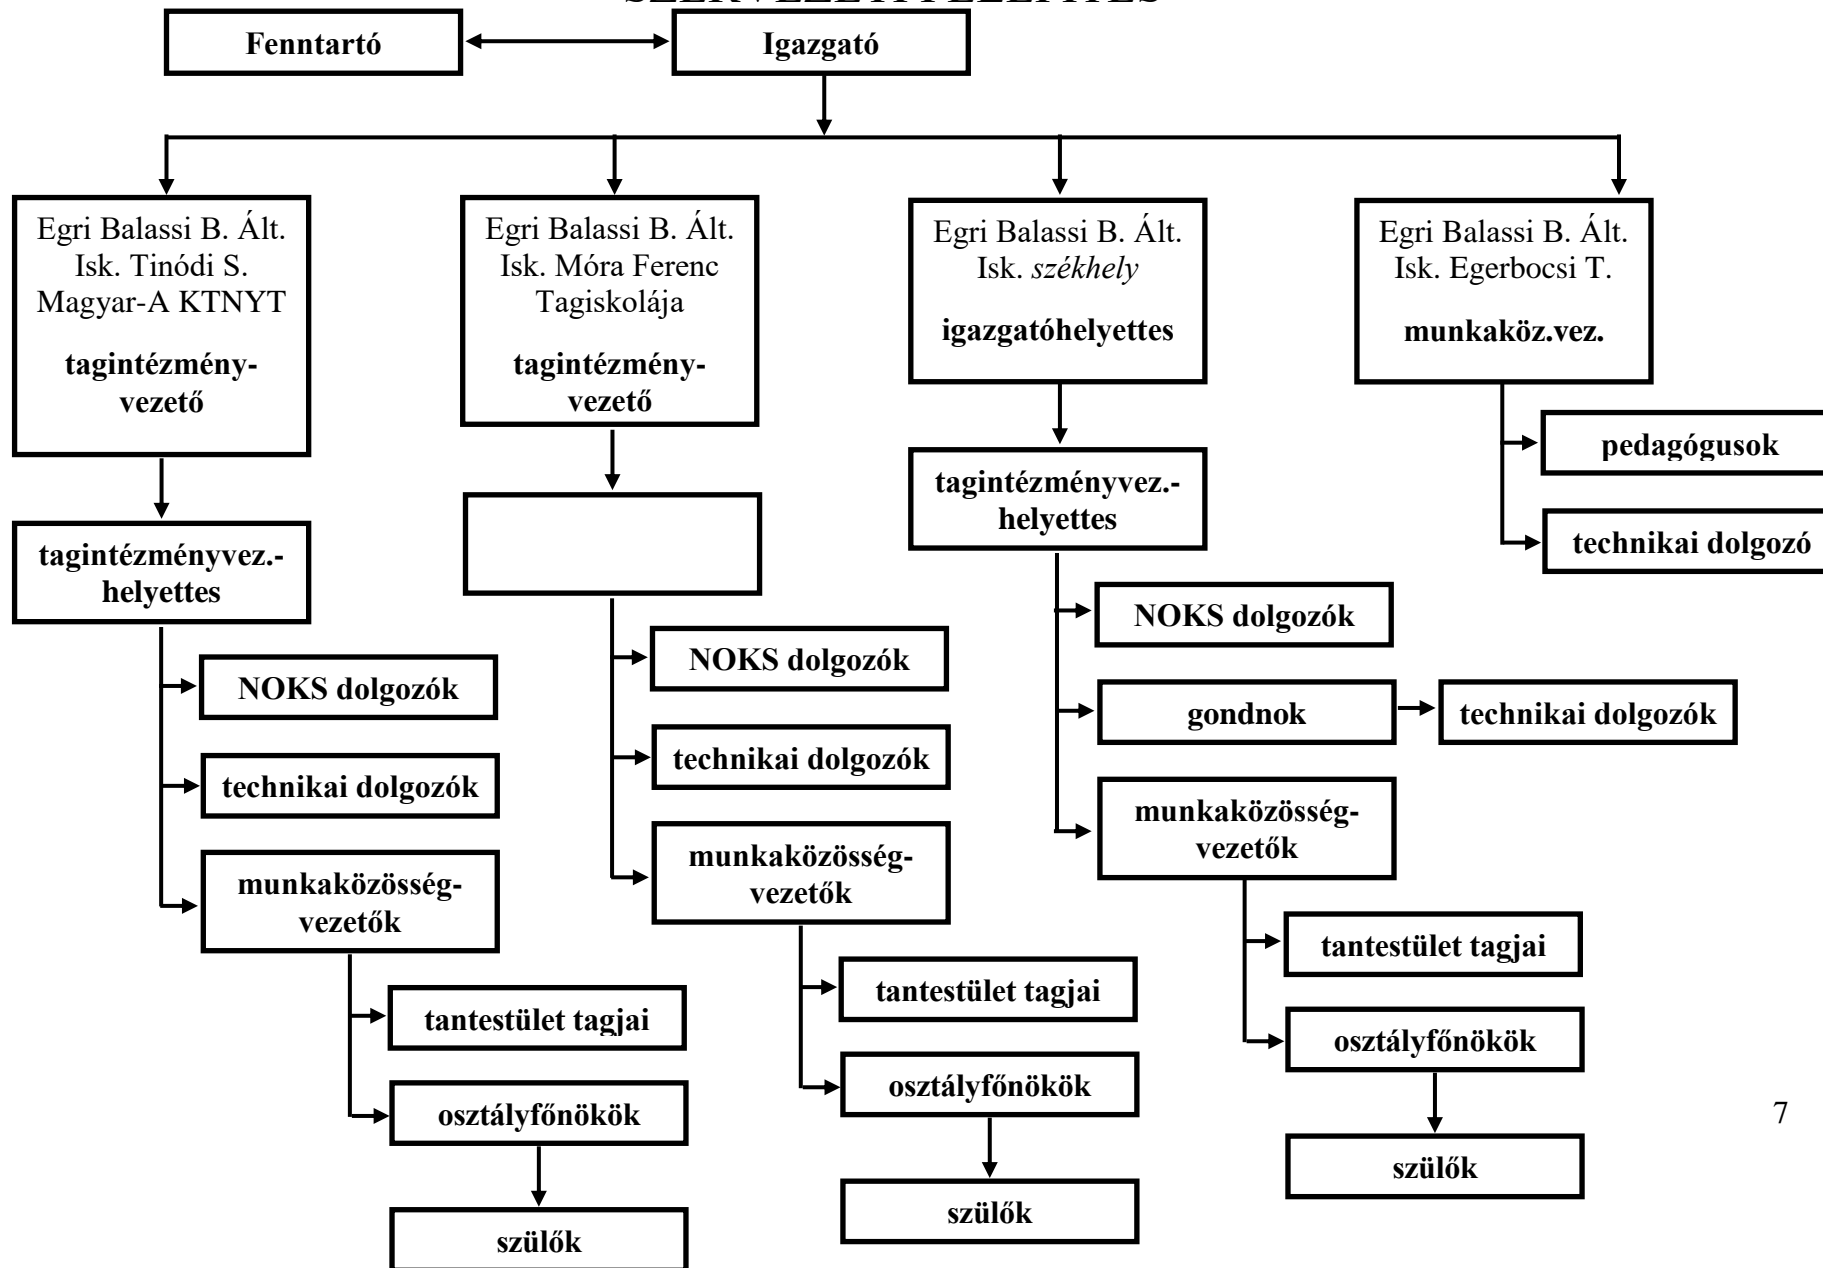 Fenntartó
Igazgató
Egri Balassi B. Ált.
Isk. Tinódi S.
Magyar-A KTNYT
tagintézmény-
vezető
tagintézményvez.-
helyettes
NOKS dolgozók
technikai dolgozók
munkaközösség-
vezetők
tantestület tagjai
osztályfőnökök
szülők
Egri Balassi B. Ált.
Isk. Móra Ferenc
Tagiskolája
tagintézmény-
vezető
NOKS dolgozók
technikai dolgozók
munkaközösség-
vezetők
tantestület tagjai
osztályfőnökök
szülők
Egri Balassi B. Ált.
Isk. székhely
igazgatóhelyettes
tagintézményvez.-
helyettes
NOKS dolgozók
gondnok
technikai dolgozók
munkaközösség-
vezetők
tantestület tagjai
osztályfőnökök
szülők
Egri Balassi B. Ált.
Isk. Egerbocsi T.
munkaköz.vez.
pedagógusok
technikai dolgozó
7